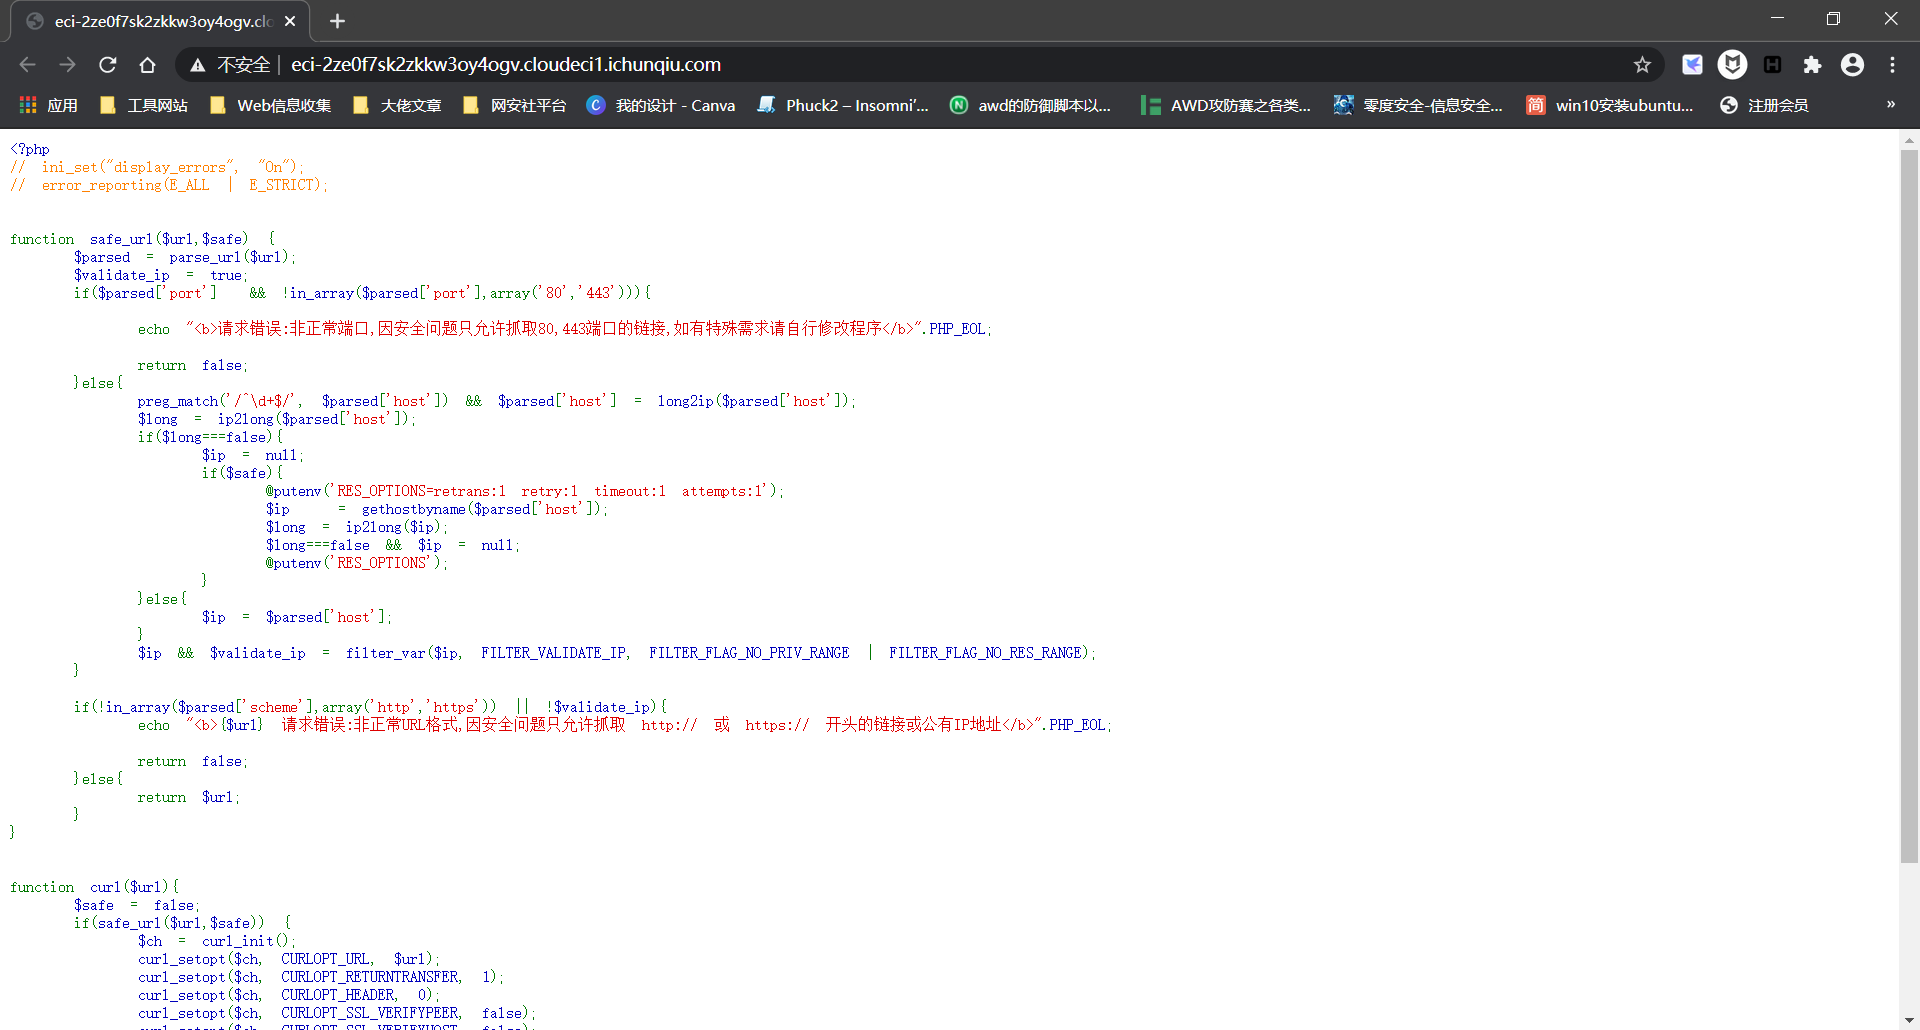 eci-2ze0f7sk2zkkw3oy4ogv.clo
不安全 | eci-2ze0f7sk2zkkw3oy4ogv.cloudeci1.ichunqiu.com
应用 工具网站 Web信息收集 大佬文章 网安社平台 我的设计 - Canva Phuck2 – Insomni'... awd的防御脚本以... AWD攻防赛之各类... 零度安全-信息安全... win10安装ubuntu... 注册会员 »
<?php
// ini_set("display_errors", "On");
// error_reporting(E_ALL | E_STRICT);
function safe_url($url,$safe) {
$parsed = parse_url($url);
$validate_ip = true;
if($parsed['port'] && !in_array($parsed['port'],array('80','443'))){
echo "<b>请求错误:非正常端口,因安全问题只允许抓取80,443端口的链接,如有特殊需求请自行修改程序</b>".PHP_EOL;
return false;
}else{
preg_match('/^\d+$/', $parsed['host']) && $parsed['host'] = long2ip($parsed['host']);
$long = ip2long($parsed['host']);
if($long===false){
$ip = null;
if($safe){
@putenv('RES_OPTIONS=retrans:1 retry:1 timeout:1 attempts:1');
$ip = gethostbyname($parsed['host']);
$long = ip2long($ip);
$long===false && $ip = null;
@putenv('RES_OPTIONS');
}
}else{
$ip = $parsed['host'];
}
$ip && $validate_ip = filter_var($ip, FILTER_VALIDATE_IP, FILTER_FLAG_NO_PRIV_RANGE | FILTER_FLAG_NO_RES_RANGE);
}
if(!in_array($parsed['scheme'],array('http','https')) || !$validate_ip){
echo "<b>{$url} 请求错误:非正常URL格式,因安全问题只允许抓取 http:// 或 https:// 开头的链接或公有IP地址</b>".PHP_EOL;
return false;
}else{
return $url;
}
}
function curl($url){
$safe = false;
if(safe_url($url,$safe)) {
$ch = curl_init();
curl_setopt($ch, CURLOPT_URL, $url);
curl_setopt($ch, CURLOPT_RETURNTRANSFER, 1);
curl_setopt($ch, CURLOPT_HEADER, 0);
curl_setopt($ch, CURLOPT_SSL_VERIFYPEER, false);
curl_setopt($ch, CURLOPT_SSL_VERIFYHOST, false);